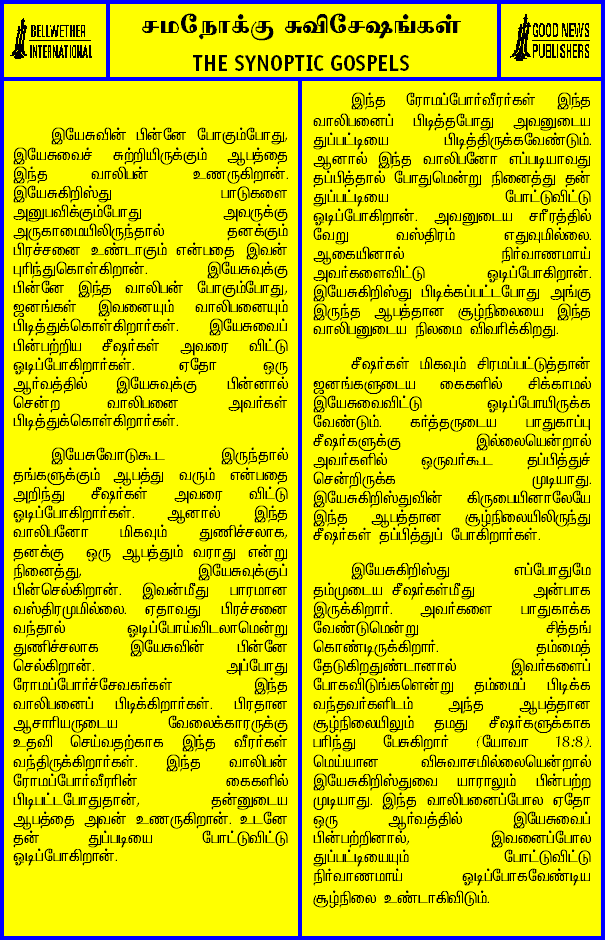 BELLWETHER
INTERNATIONAL
சமநோக்கு சுவிசேஷங்கள்
THE SYNOPTIC GOSPELS
GOOD NEWS
PUBLISHERS
இயேசுவின் பின்னே போகும்போது,
இயேசுவைச் சுற்றியிருக்கும் ஆபத்தை
இந்த வாலிபன் உணருகிறான்.
இயேசுகிறிஸ்து பாடுகளை
அனுபவிக்கும்போது அவருக்கு
அருகாமையிலிருந்தால் தனக்கும்
பிரச்சனை உண்டாகும் என்பதை இவன்
புரிந்துகொள்கிறான். இயேசுவுக்கு
பின்னே இந்த வாலிபன் போகும்போது,
ஜனங்கள் இவனையும் வாலிபனையும்
பிடித்துக்கொள்கிறார்கள். இயேசுவைப்
பின்பற்றிய சீஷர்கள் அவரை விட்டு
ஓடிப்போகிறார்கள். ஏதோ ஒரு
ஆர்வத்தில் இயேசுவுக்கு பின்னால்
சென்ற வாலிபனை அவர்கள்
பிடித்துக்கொள்கிறார்கள்.
இயேசுவோடுகூட இருந்தால்
தங்களுக்கும் ஆபத்து வரும் என்பதை
அறிந்து சீஷர்கள் அவரை விட்டு
ஓடிப்போகிறார்கள். ஆனால் இந்த
வாலிபனோ மிகவும் துணிச்சலாக,
தனக்கு ஒரு ஆபத்தும் வராது என்று
நினைத்து, இயேசுவுக்குப்
பின்செல்கிறான். இவன்மீது பாரமான
வஸ்திரமுமில்லை. ஏதாவது பிரச்சனை
வந்தால் ஓடிப்போய்விடலாமென்று
துணிச்சலாக இயேசுவின் பின்னே
செல்கிறான். அப்போது
ரோமப்போர்ச்சேவகர்கள் இந்த
வாலிபனைப் பிடிக்கிறார்கள். பிரதான
ஆசாரியருடைய வேலைக்காரருக்கு
உதவி செய்வதற்காக இந்த வீரர்கள்
வந்திருக்கிறார்கள். இந்த வாலிபன்
ரோமப்போர்வீரரின் கைகளில்
பிடிபட்டபோதுதான், தன்னுடைய
ஆபத்தை அவன் உணருகிறான். உடனே
தன் துப்படியை போட்டுவிட்டு
ஓடிப்போகிறான்.
இந்த ரோமப்போர்வீரர்கள் இந்த
வாலிபனைப் பிடித்தபோது அவனுடைய
துப்பட்டியை பிடித்திருக்கவேண்டும்.
ஆனால் இந்த வாலிபனோ எப்படியாவது
தப்பித்தால் போதுமென்று நினைத்து தன்
துப்பட்டியை போட்டுவிட்டு
ஓடிப்போகிறான். அவனுடைய சரீரத்தில்
வேறு வஸ்திரம் எதுவுமில்லை.
ஆகையினால் நிர்வாணமாய்
அவர்களைவிட்டு ஓடிப்போகிறான்.
இயேசுகிறிஸ்து பிடிக்கப்பட்டபோது அங்கு
இருந்த ஆபத்தான சூழ்நிலையை இந்த
வாலிபனுடைய நிலமை விவரிக்கிறது.
சீஷர்கள் மிகவும் சிரமப்பட்டுத்தான்
ஜனங்களுடைய கைகளில் சிக்காமல்
இயேசுவைவிட்டு ஓடிப்போயிருக்க
வேண்டும். கர்த்தருடைய பாதுகாப்பு
சீஷர்களுக்கு இல்லையென்றால்
அவர்களில் ஒருவர்கூட தப்பித்துச்
சென்றிருக்க முடியாது.
இயேசுகிறிஸ்துவின் கிருபையினாலேயே
இந்த ஆபத்தான சூழ்நிலையிலிருந்து
சீஷர்கள் தப்பித்துப் போகிறார்கள்.
இயேசுகிறிஸ்து எப்போதுமே
தம்முடைய சீஷர்கள்மீது அன்பாக
இருக்கிறார். அவர்களை பாதுகாக்க
வேண்டுமென்று சித்தங்
கொண்டிருக்கிறார். தம்மைத்
தேடுகிறதுண்டானால் இவர்களைப்
போகவிடுங்களென்று தம்மைப் பிடிக்க
வந்தவர்களிடம் அந்த ஆபத்தான
சூழ்நிலையிலும் தமது சீஷர்களுக்காக
பரிந்து பேசுகிறார் (யோவா 18:8).
மெய்யான விசுவாசமில்லையென்றால்
இயேசுகிறிஸ்துவை யாராலும் பின்பற்ற
முடியாது. இந்த வாலிபனைப்போல ஏதோ
ஒரு ஆர்வத்தில் இயேசுவைப்
பின்பற்றினால், இவனைப்போல
துப்பட்டியையும் போட்டுவிட்டு
நிர்வாணமாய் ஓடிப்போகவேண்டிய
சூழ்நிலை உண்டாகிவிடும்.